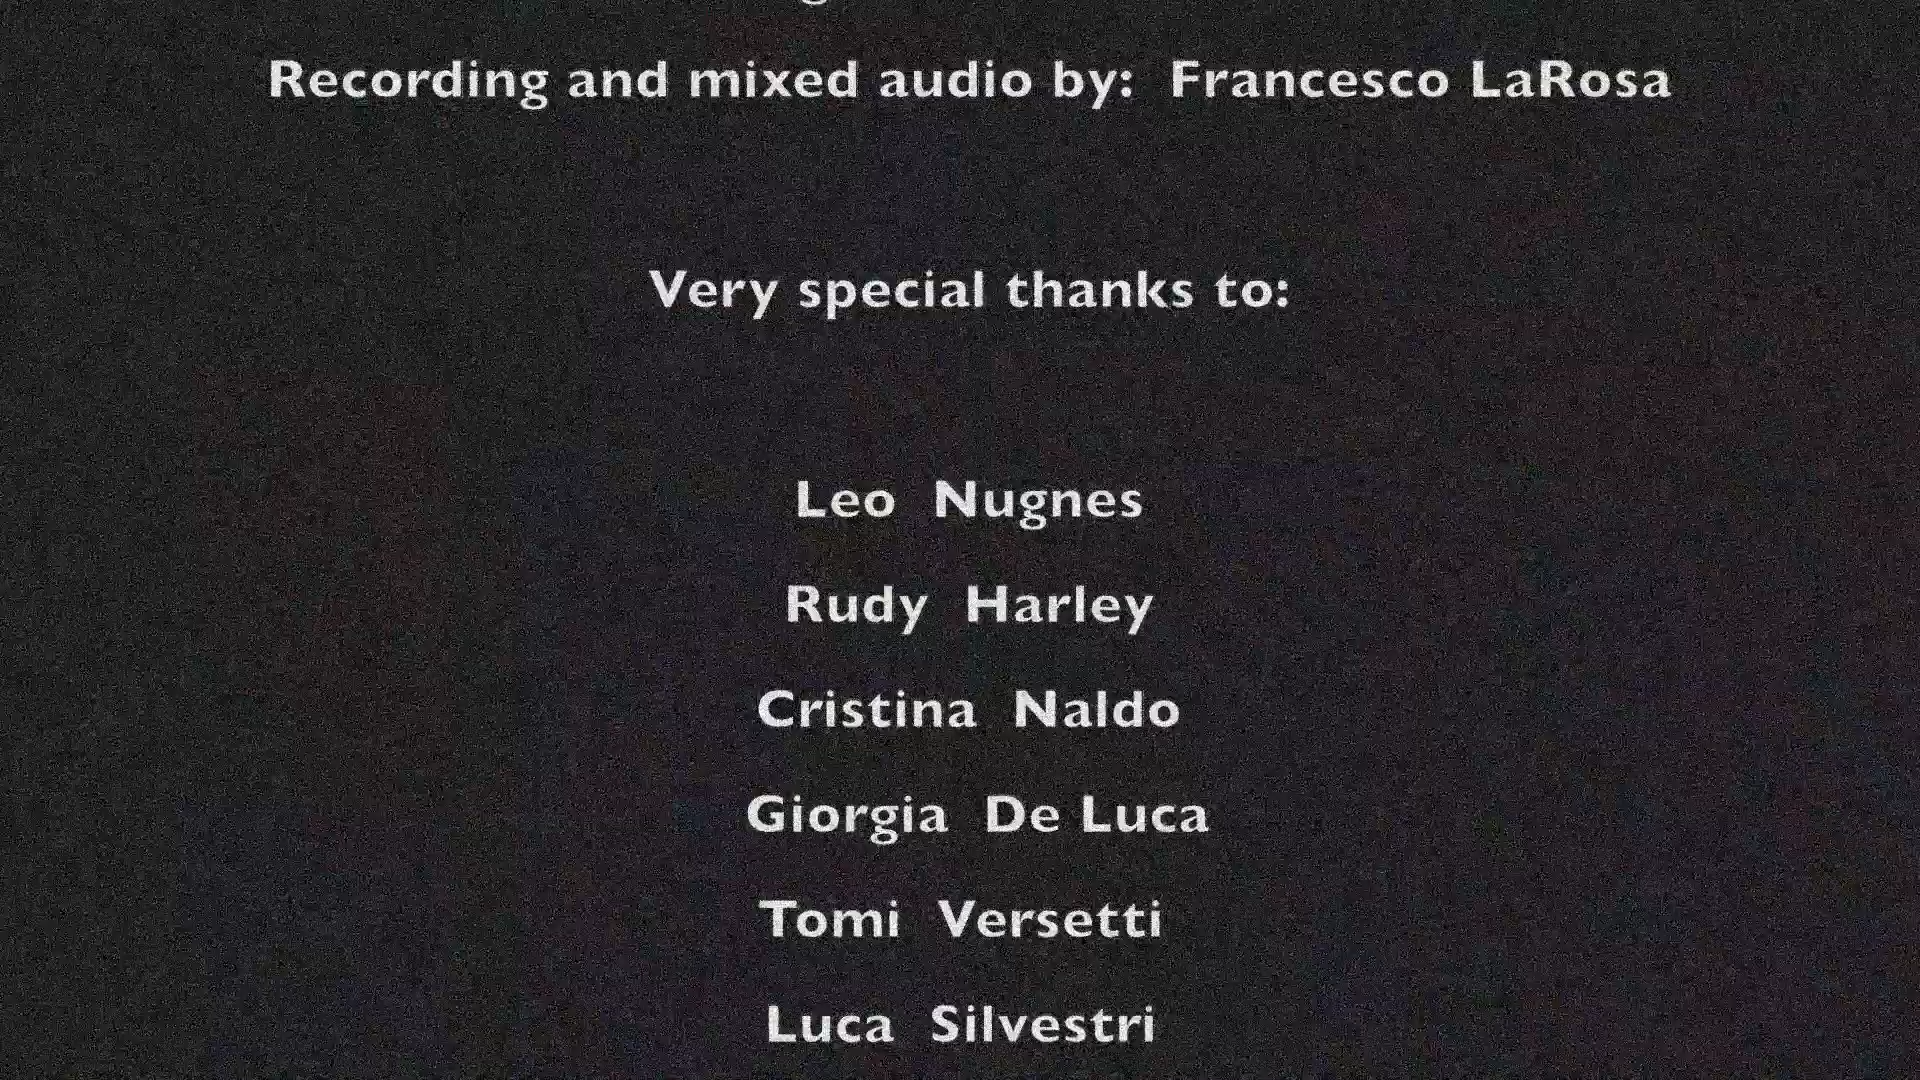 Recording and mixed audio by: Francesco LaRosa
Very special thanks to:
Leo Nugnes
Rudy Harley
Cristina Naldo
Giorgia De Luca
Tomi Versetti
Luca Silvestri